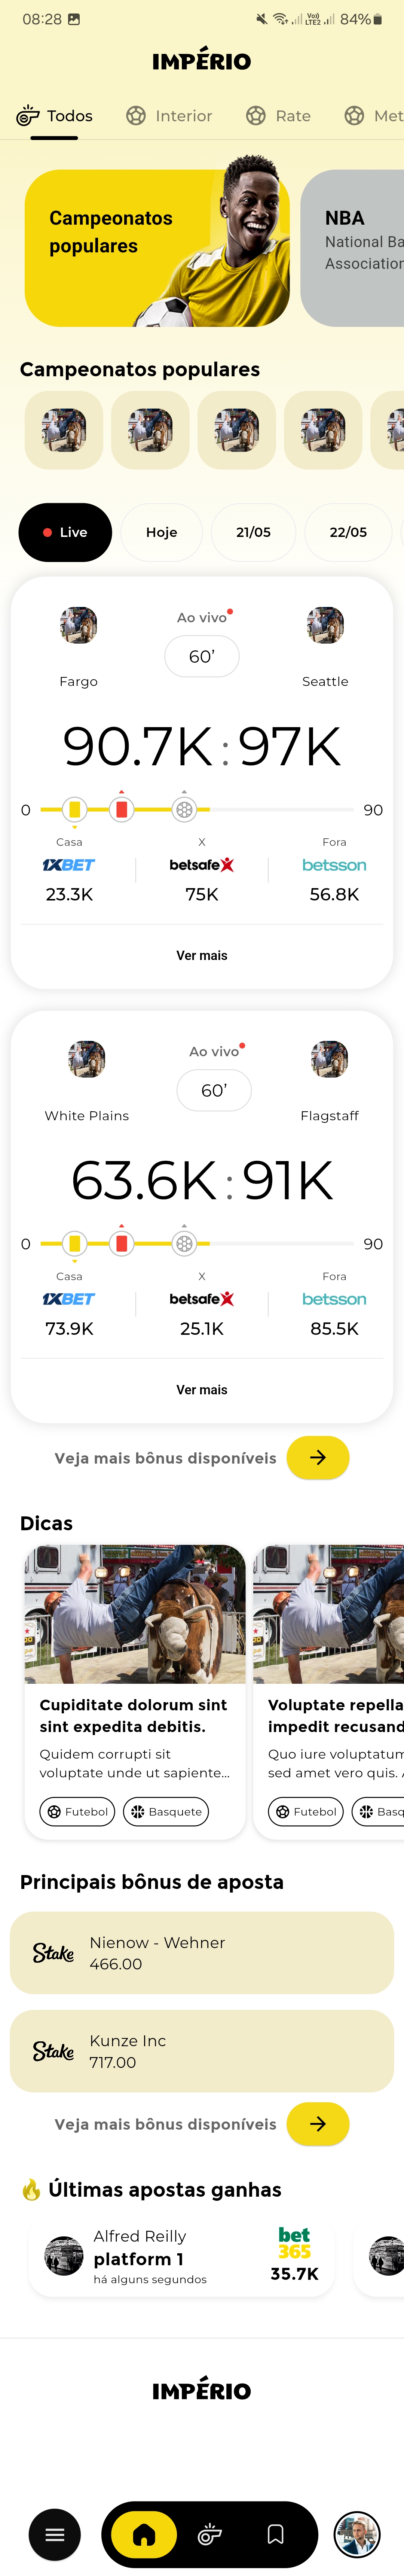 08:28 Vo)) LTE2 84%
IMPÉRIO
Todos Interior Rate Met
Campeonatos
populares
NBA
National Ba
Association
Campeonatos populares
Live Hoje 21/05 22/05
Ao vivo
60’
Fargo Seattle
90.7K : 97K
0 90
Casa X Fora
1XBET betsafe betsson
23.3K 75K 56.8K
Ver mais
Ao vivo
60’
White Plains Flagstaff
63.6K : 91K
0 90
Casa X Fora
1XBET betsafe betsson
73.9K 25.1K 85.5K
Ver mais
Veja mais bônus disponíveis
Dicas
Cupiditate dolorum sint
sint expedita debitis.
Quidem corrupti sit
voluptate unde ut sapiente...
Futebol Basquete
Voluptate repella
impedit recusand
Quo iure voluptatum
sed amet vero quis. A
Futebol Basq
Principais bônus de aposta
Stake
Nienow - Wehner
466.00
Stake
Kunze Inc
717.00
Veja mais bônus disponíveis
Últimas apostas ganhas
Alfred Reilly
platform 1
há alguns segundos
bet
365
35.7K
IMPÉRIO